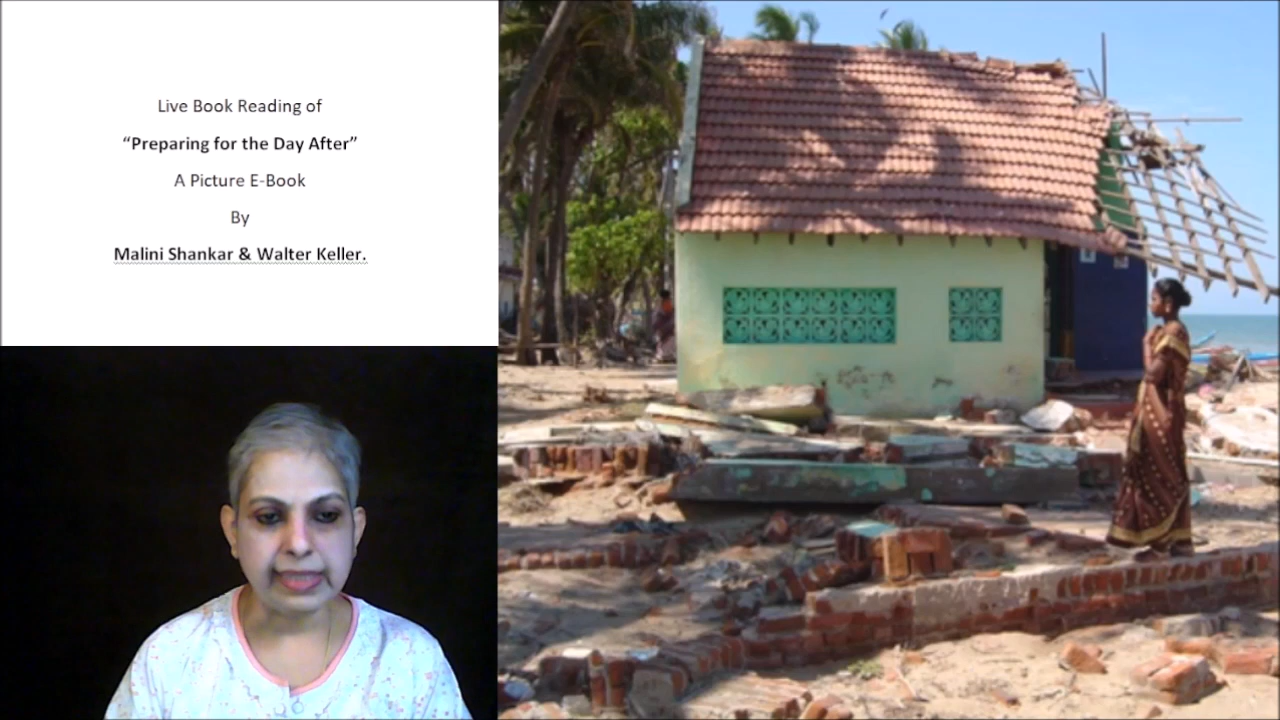 Live Book Reading of
“Preparing for the Day After”
A Picture E-Book
By
Malini Shankar & Walter Keller.